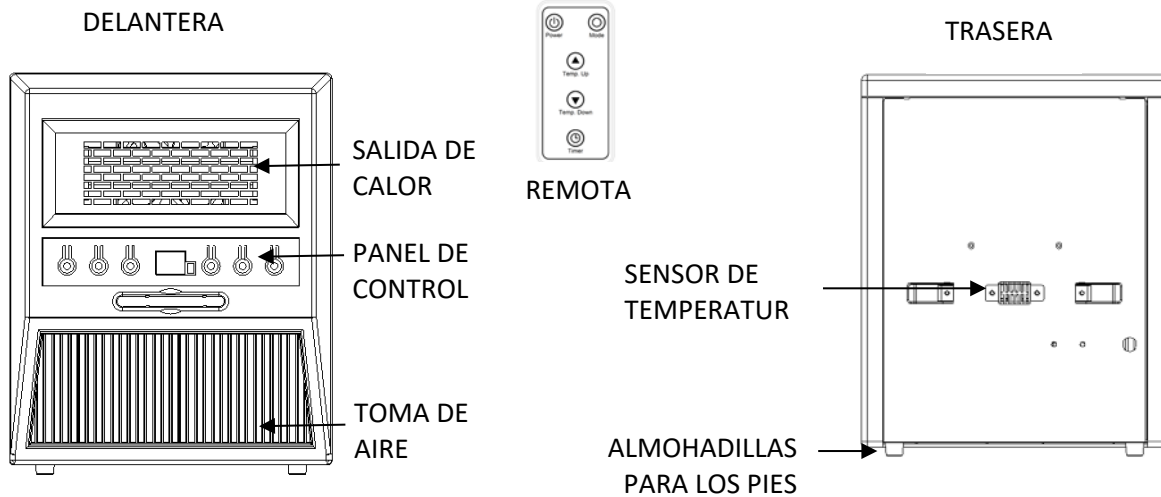 DELANTERA
Power Mode
Temp. Up
Temp. Down
Timer
REMOTA
TRASERA
SALIDA DE
CALOR
PANEL DE
CONTROL
TOMA DE
AIRE
SENSOR DE
TEMPERATUR
ALMOHADILLAS
PARA LOS PIES